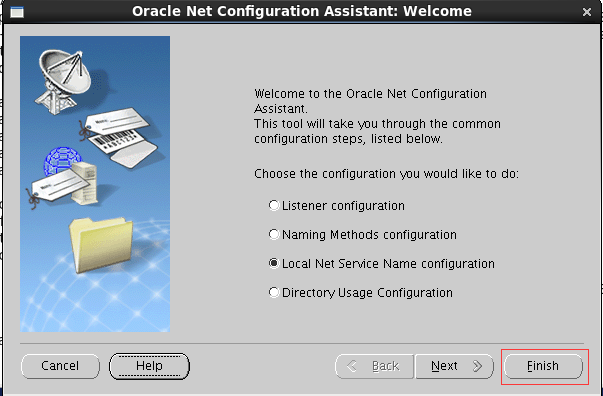 Oracle Net Configuration Assistant: Welcome
Welcome to the Oracle Net Configuration
Assistant.
This tool will take you through the common
configuration steps, listed below.
Choose the configuration you would like to do:
Listener configuration
Naming Methods configuration
Local Net Service Name configuration
Directory Usage Configuration
Cancel
Help
Back
Next
Finish